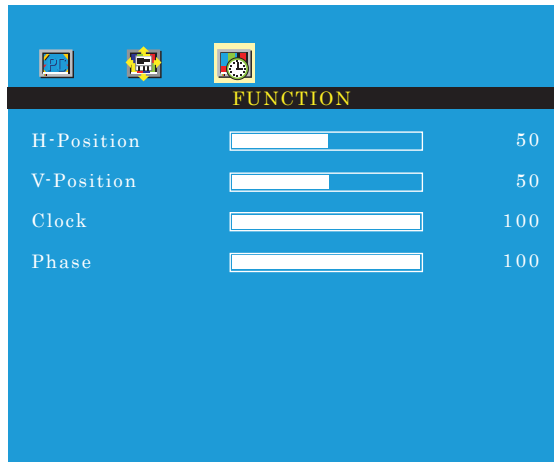 FUNCTION
H-Position 50
V-Position 50
Clock 100
Phase 100